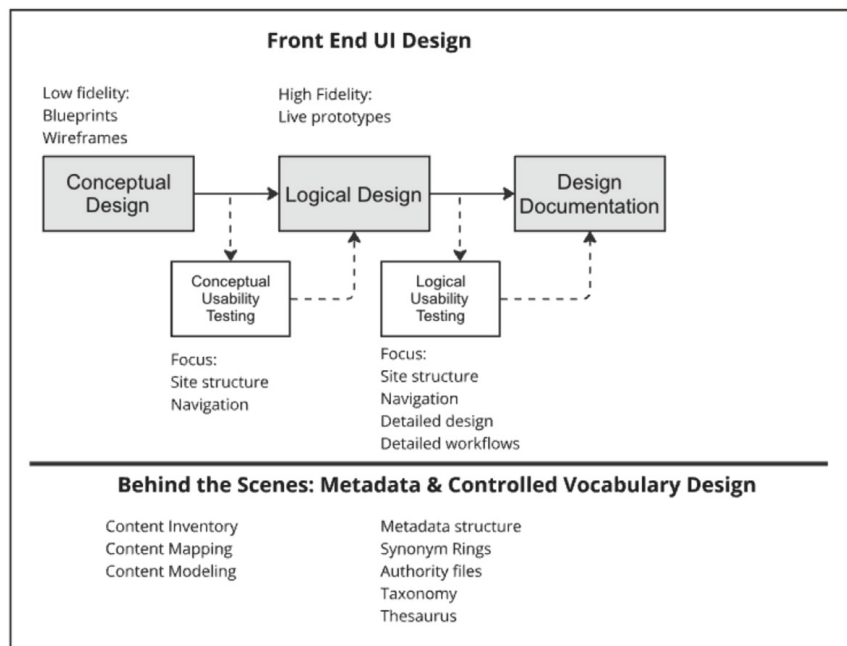 Front End UI Design
Low fidelity:
Blueprints
Wireframes
High Fidelity:
Live prototypes
Conceptual
Design
Logical Design
Design
Documentation
Conceptual
Usability
Testing
Logical
Usability
Testing
Focus:
Site structure
Navigation
Focus:
Site structure
Navigation
Detailed design
Detailed workflows
Behind the Scenes: Metadata & Controlled Vocabulary Design
Content Inventory
Content Mapping
Content Modeling
Metadata structure
Synonym Rings
Authority files
Taxonomy
Thesaurus